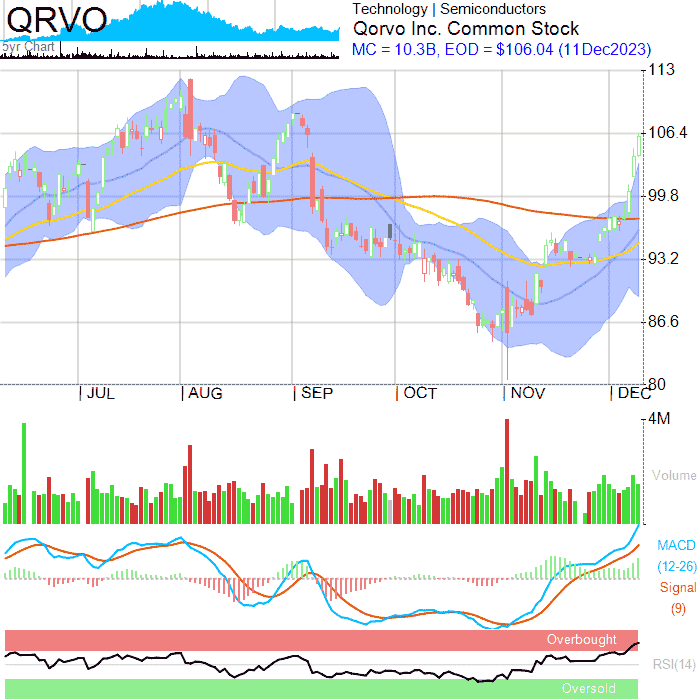 QRVO
5yr Chart
Technology | Semiconductors
Qorvo Inc. Common Stock
MC = 10.3B, EOD = $106.04 (11Dec2023)
113
106.4
99.8
93.2
86.6
80
JUL AUG SEP OCT NOV DEC
4M
Volume
MACD
(12-26)
Signal
(9)
Overbought
RSI(14)
Oversold